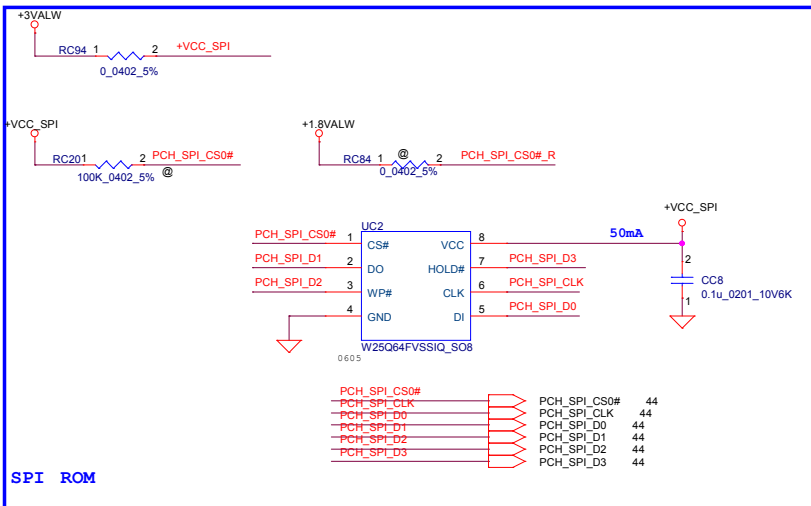 +3VALW
RC94 1 2 +VCC_SPI
0_0402_5%
+VCC_SPI
RC201 2 PCH_SPI_CS0#
100K_0402_5% @
+1.8VALW
RC84 1 @ 2 PCH_SPI_CS0#_R
0_0402_5%
+VCC_SPI
UC2
PCH_SPI_CS0# 1 CS# VCC 8 50mA
PCH_SPI_D1 2 DO HOLD# 7 PCH_SPI_D3
PCH_SPI_D2 3 WP# CLK 6 PCH_SPI_CLK
4 GND DI 5 PCH_SPI_D0
W25Q64FVSSIQ_SO8
0605
2
CC8
0.1u_0201_10V6K
1
PCH_SPI_CS0# PCH_SPI_CS0# 44
PCH_SPI_CLK PCH_SPI_CLK 44
PCH_SPI_D0 PCH_SPI_D0 44
PCH_SPI_D1 PCH_SPI_D1 44
PCH_SPI_D2 PCH_SPI_D2 44
PCH_SPI_D3 PCH_SPI_D3 44
SPI ROM